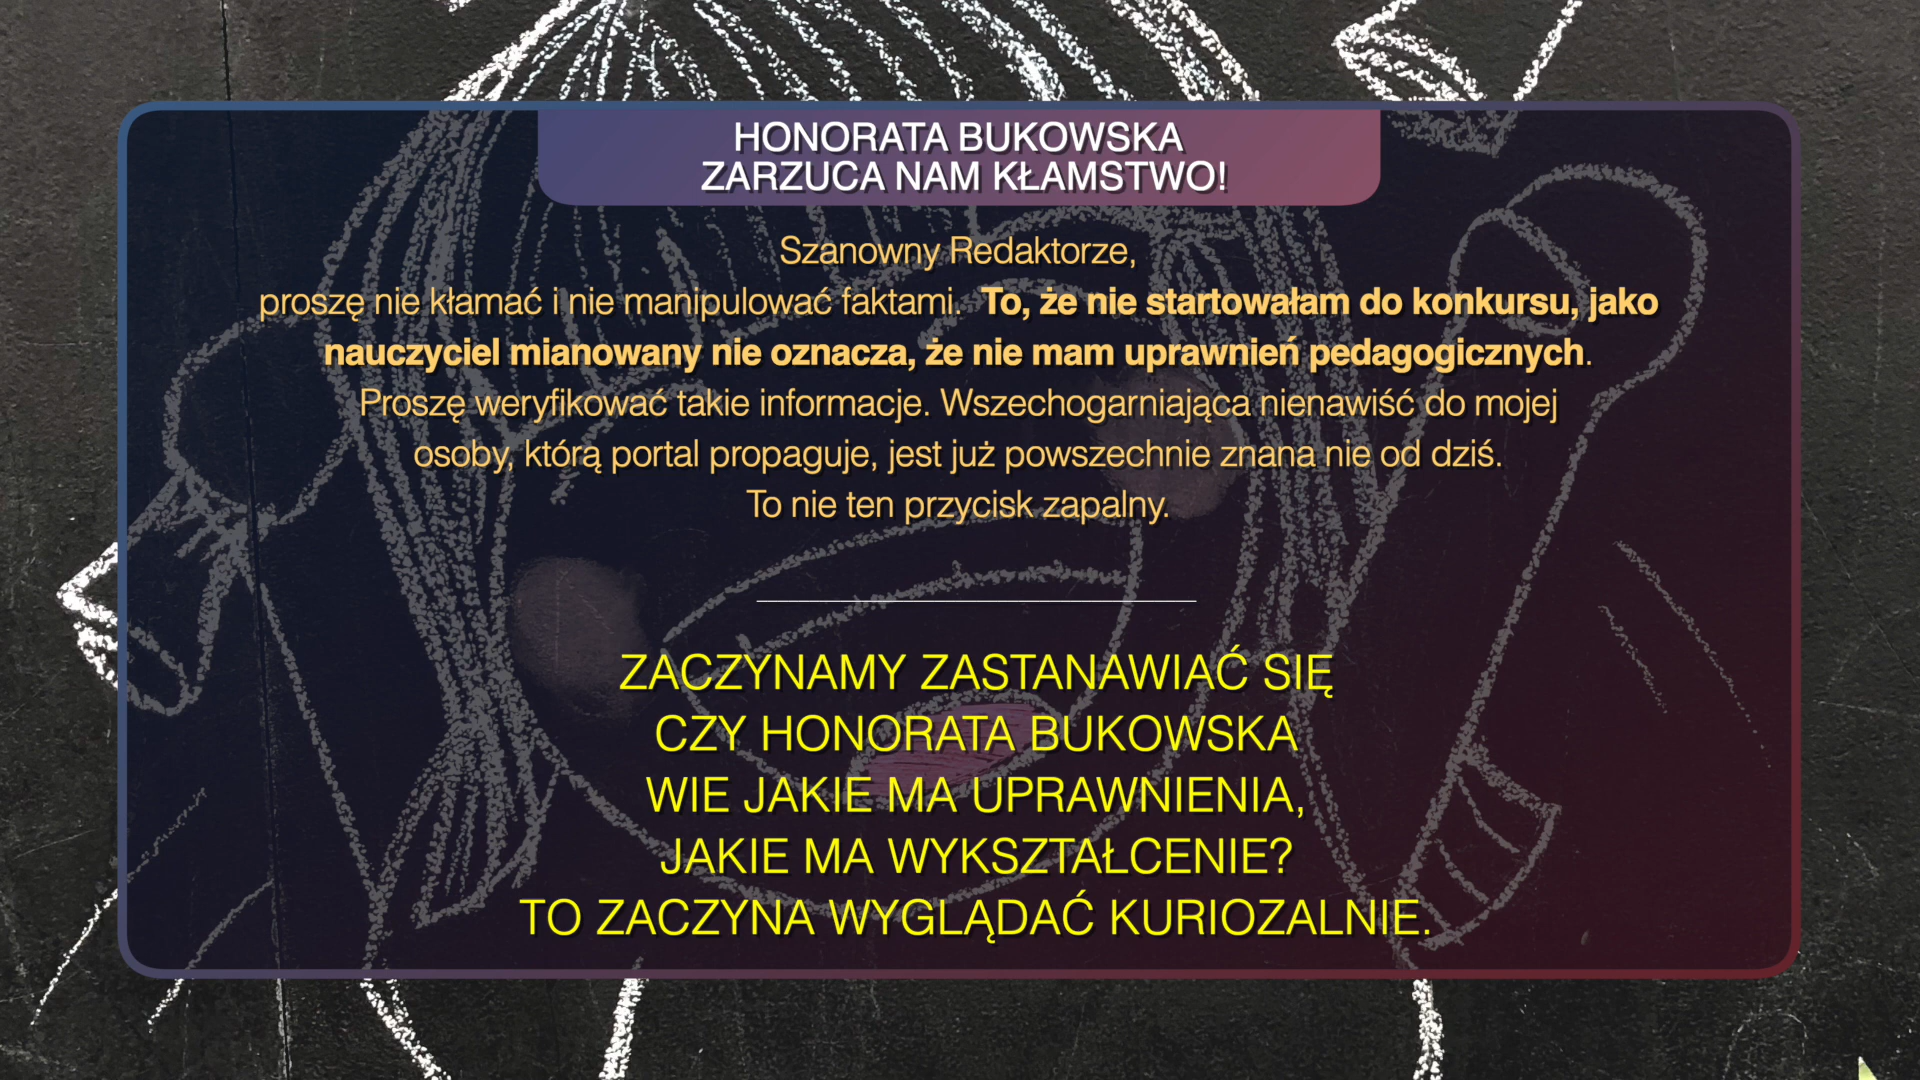 HONORATA BUKOWSKA
ZARZUCA NAM KŁAMSTWO!
Szanowny Redaktorze,
proszę nie kłamać i nie manipulować faktami. To, że nie startowałam do konkursu, jako
nauczyciel mianowany nie oznacza, że nie mam uprawnień pedagogicznych.
Proszę weryfikować takie informacje. Wszechogarniająca nienawiść do mojej
osoby, którą portal propaguje, jest już powszechnie znana nie od dziś.
To nie ten przycisk zapalny.
ZACZYNAMY ZASTANAWIAĆ SIĘ
CZY HONORATA BUKOWSKA
WIE JAKIE MA UPRAWNIENIA,
JAKIE MA WYKSZTAŁCENIE?
TO ZACZYNA WYGLĄDAĆ KURIOZALNIE.